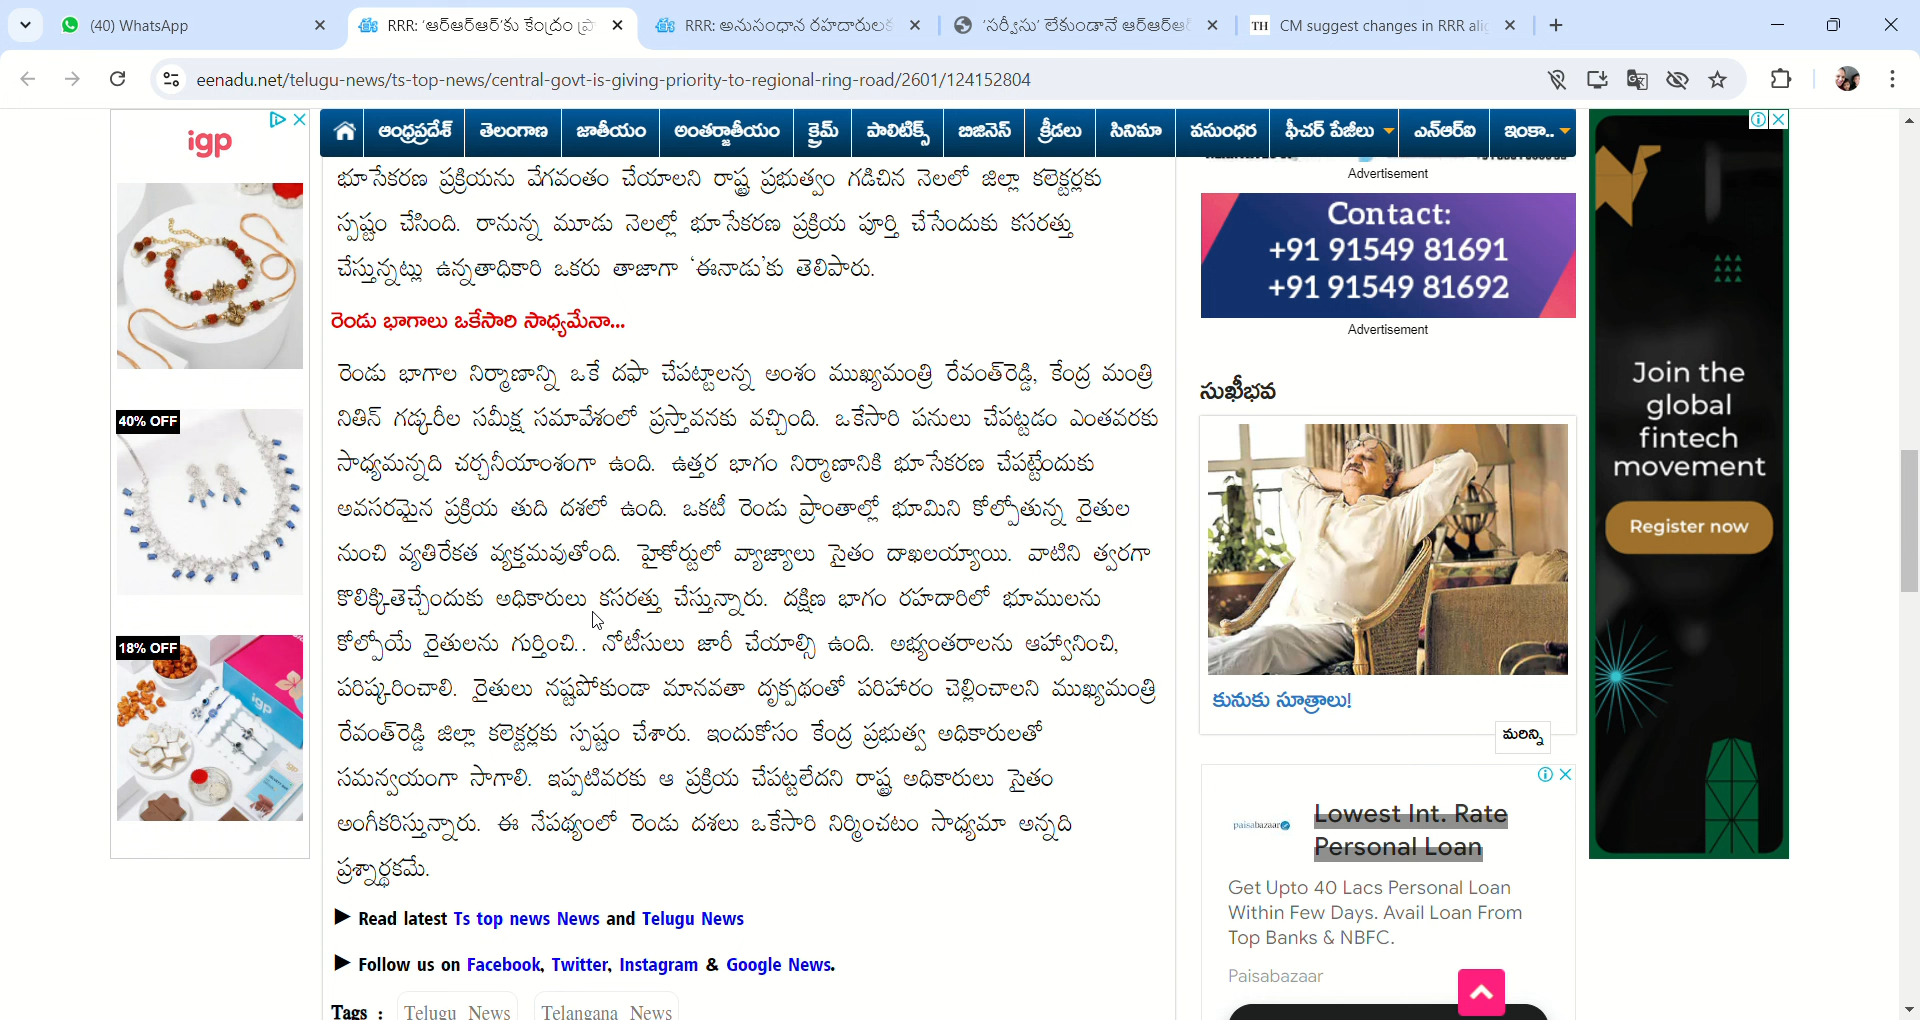 (40) WhatsApp
RRR: ‘ఆర్ఆర్ఆర్’కు కేంద్రం ప్రా
RRR: అనుసంధాన రహదారులక
‘సర్వీసు’ లేకుండానే ఆర్ఆర్ఆర్
TH CM suggest changes in RRR alig
eenadu.net/telugu-news/ts-top-news/central-govt-is-giving-priority-to-regional-ring-road/2601/124152804
ఆంధ్రప్రదేశ్ తెలంగాణ జాతీయం అంతర్జాతీయం క్రైమ్ పాలిటిక్స్ బిజినెస్ క్రీడలు సినిమా వసుంధర ఫీచర్ పేజీలు ఎన్ఆర్ఐ ఇంకా..
భూసేకరణ ప్రక్రియను వేగవంతం చేయాలని రాష్ట్ర ప్రభుత్వం గడిచిన నెలలో జిల్లా కలెక్టర్లకు
స్పష్టం చేసింది. రానున్న మూడు నెలల్లో భూసేకరణ ప్రక్రియ పూర్తి చేసేందుకు కసరత్తు
చేస్తున్నట్లు ఉన్నతాధికారి ఒకరు తాజాగా ‘ఈనాడు’కు తెలిపారు.
రెండు భాగాలు ఒకేసారి సాధ్యమేనా...
రెండు భాగాల నిర్మాణాన్ని ఒకే దఫా చేపట్టాలన్న అంశం ముఖ్యమంత్రి రేవంత్‌రెడ్డి, కేంద్ర మంత్రి
నితిన్ గడ్కరీల సమీక్ష సమావేశంలో ప్రస్తావనకు వచ్చింది. ఒకేసారి పనులు చేపట్టడం ఎంతవరకు
సాధ్యమన్నది చర్చనీయాంశంగా ఉంది. ఉత్తర భాగం నిర్మాణానికి భూసేకరణ చేపట్టేందుకు
అవసరమైన ప్రక్రియ తుది దశలో ఉంది. ఒకటీ రెండు ప్రాంతాల్లో భూమిని కోల్పోతున్న రైతుల
నుంచి వ్యతిరేకత వ్యక్తమవుతోంది. హైకోర్టులో వ్యాజ్యాలు సైతం దాఖలయ్యాయి. వాటిని త్వరగా
కొలిక్కితెచ్చేందుకు అధికారులు కసరత్తు చేస్తున్నారు. దక్షిణ భాగం రహదారిలో భూములను
కోల్పోయే రైతులను గుర్తించి.. నోటీసులు జారీ చేయాల్సి ఉంది. అభ్యంతరాలను ఆహ్వానించి,
పరిష్కరించాలి. రైతులు నష్టపోకుండా మానవతా దృక్పథంతో పరిహారం చెల్లించాలని ముఖ్యమంత్రి
రేవంత్‌రెడ్డి జిల్లా కలెక్టర్లకు స్పష్టం చేశారు. ఇందుకోసం కేంద్ర ప్రభుత్వ అధికారులతో
సమన్వయంగా సాగాలి. ఇప్పటివరకు ఆ ప్రక్రియ చేపట్టలేదని రాష్ట్ర అధికారులు సైతం
అంగీకరిస్తున్నారు. ఈ నేపథ్యంలో రెండు దశలు ఒకేసారి నిర్మించటం సాధ్యమా అన్నది
ప్రశ్నార్థకమే.
▶ Read latest Ts top news News and Telugu News
▶ Follow us on Facebook, Twitter, Instagram & Google News.
Tags : Telugu News Telangana News
igp
40% OFF
18% OFF
igp
Advertisement
Contact:
+91 91549 81691
+91 91549 81692
Advertisement
సుఖీభవ
కునుకు సూత్రాలు!
మరిన్ని
paisabazaar
Lowest Int. Rate
Personal Loan
Get Upto 40 Lacs Personal Loan
Within Few Days. Avail Loan From
Top Banks & NBFC.
Paisabazaar
Join the
global
fintech
movement
Register now